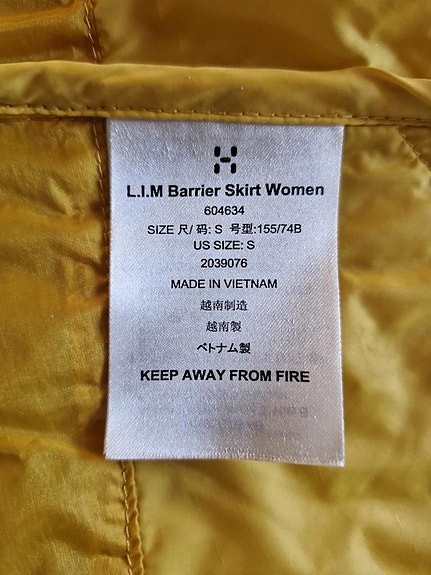 L.I.M Barrier Skirt Women
604634
SIZE 尺/ 码: S 号型:155/74B
US SIZE: S
2039076
MADE IN VIETNAM
越南制造
越南製
ベトナム製
KEEP AWAY FROM FIRE